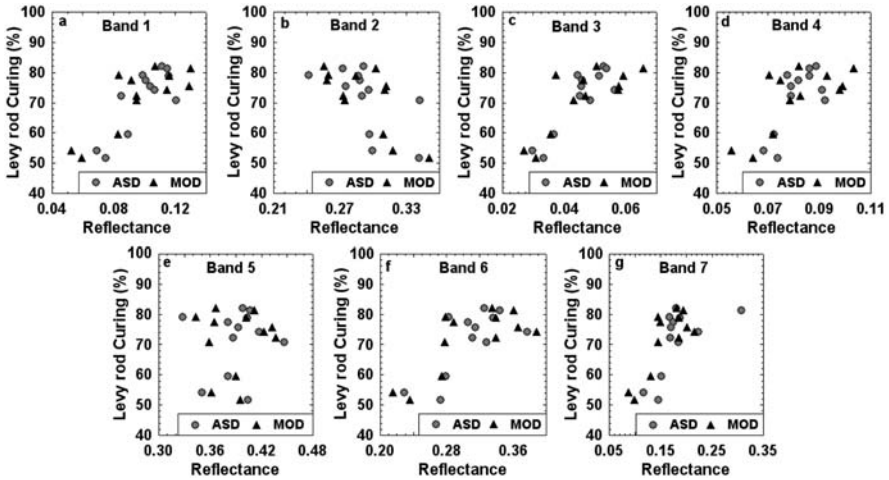 a Band 1
Levy rod Curing (%)
100
90
80
70
60
50
40
ASD MOD
0.04 0.08 0.12
Reflectance
b Band 2
Levy rod Curing (%)
100
90
80
70
60
50
40
ASD MOD
0.21 0.27 0.33
Reflectance
c Band 3
Levy rod Curing (%)
100
90
80
70
60
50
40
ASD MOD
0.02 0.04 0.06
Reflectance
d Band 4
Levy rod Curing (%)
100
90
80
70
60
50
40
ASD MOD
0.05 0.07 0.09 0.11
Reflectance
e Band 5
Levy rod Curing (%)
100
90
80
70
60
50
40
ASD MOD
0.30 0.36 0.42 0.48
Reflectance
f Band 6
Levy rod Curing (%)
100
90
80
70
60
50
40
ASD MOD
0.20 0.28 0.36
Reflectance
g Band 7
Levy rod Curing (%)
100
90
80
70
60
50
40
ASD MOD
0.05 0.15 0.25 0.35
Reflectance